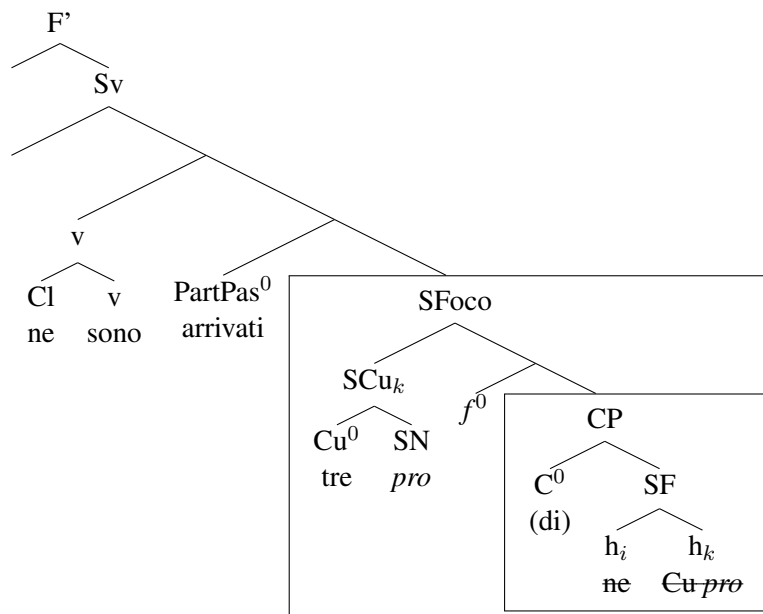 F’
Sv
v
Cl v PartPas⁰ SFoco
ne sono arrivati
SCuₖ f⁰ CP
Cu⁰ SN
tre pro C⁰ SF
(di)
hᵢ hₖ
ne Cu pro